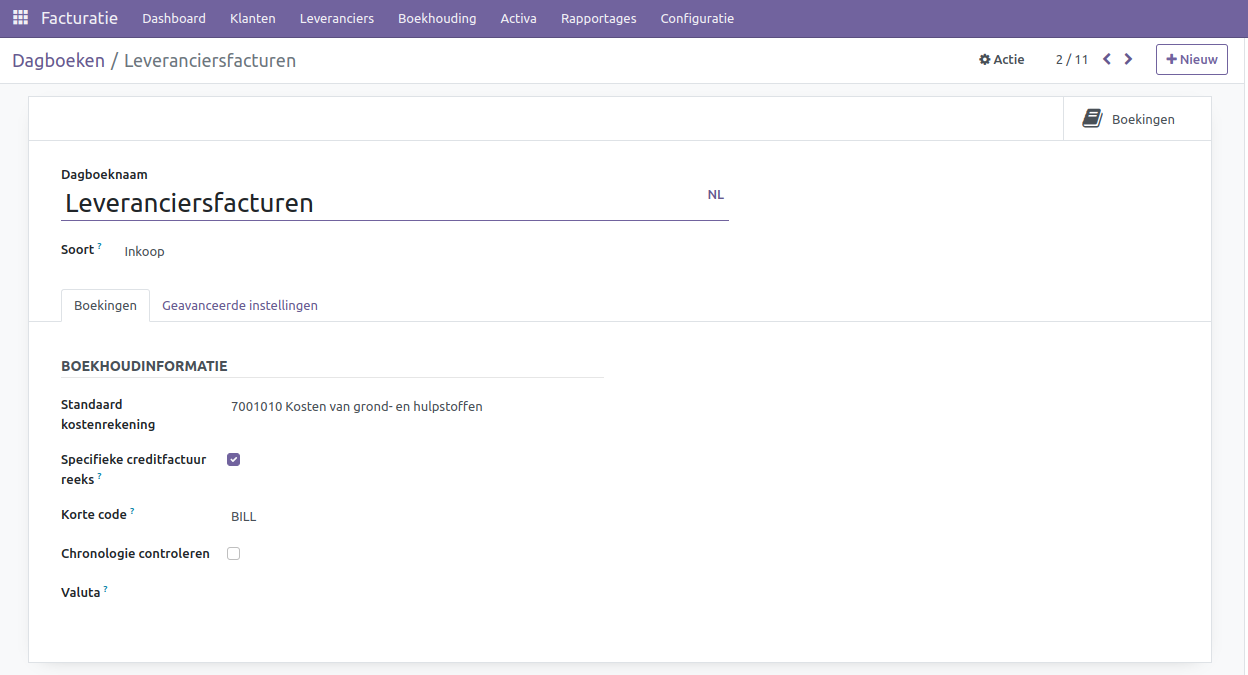 Facturatie Dashboard Klanten Leveranciers Boekhouding Activa Rapportages Configuratie
Dagboeken / Leveranciersfacturen Actie 2 / 11 Nieuw
Boekingen
Dagboeknaam
Leveranciersfacturen NL
Soort ? Inkoop
Boekingen Geavanceerde instellingen
BOEKHOUDINFORMATIE
Standaard kostenrekening 7001010 Kosten van grond- en hulpstoffen
Specifieke creditfactuur reeks ?
Korte code ? BILL
Chronologie controleren
Valuta ?